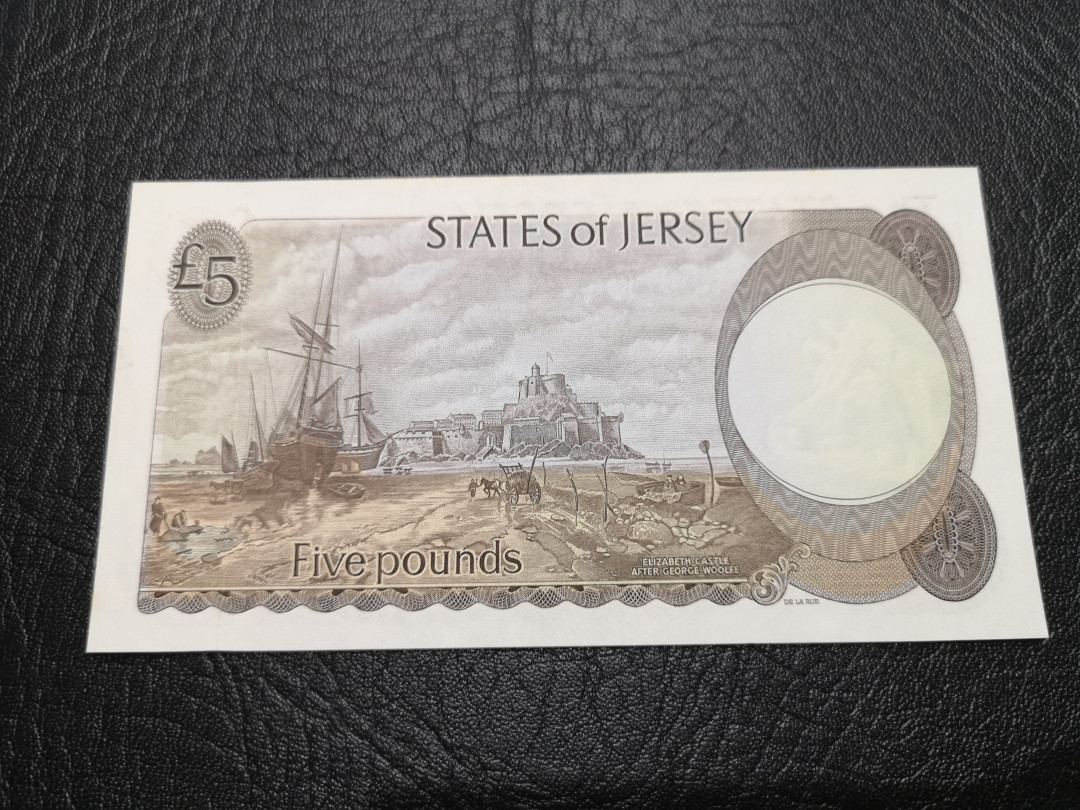 STATES of JERSEY
£5
Five pounds
ELIZABETH CASTLE
AFTER GEORGE WOOLFE
DE LA RUE